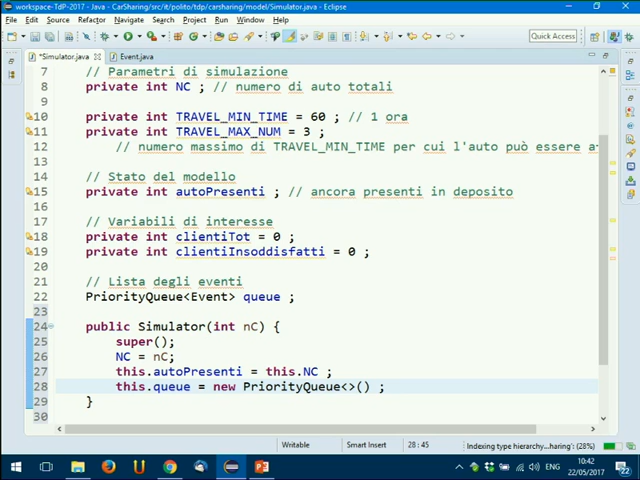 workspace-TdP-2017 - Java - CarSharing/src/it/polito/tdp/carsharing/model/Simulator.java - Eclipse
File Edit Source Refactor Navigate Search Project Run Window Help
Quick Access
*Simulator.java Event.java
7 // Parametri di simulazione
8 private int NC ; // numero di auto totali
9
10 private int TRAVEL_MIN_TIME = 60 ; // 1 ora
11 private int TRAVEL_MAX_NUM = 3 ;
12 // numero massimo di TRAVEL_MIN_TIME per cui l'auto può essere
13
14 // Stato del modello
15 private int autoPresenti ; // ancora presenti in deposito
16
17 // Variabili di interesse
18 private int clientiTot = 0 ;
19 private int clientiInsoddisfatti = 0 ;
20
21 // Lista degli eventi
22 PriorityQueue<Event> queue ;
23
24 public Simulator(int nC) {
25 super();
26 NC = nC;
27 this.autoPresenti = this.NC ;
28 this.queue = new PriorityQueue<>() ;
29 }
30
Writable Smart Insert 28 : 45 Indexing type hierarchy...haring': (28%)
ENG 10:42
22/05/2017
22